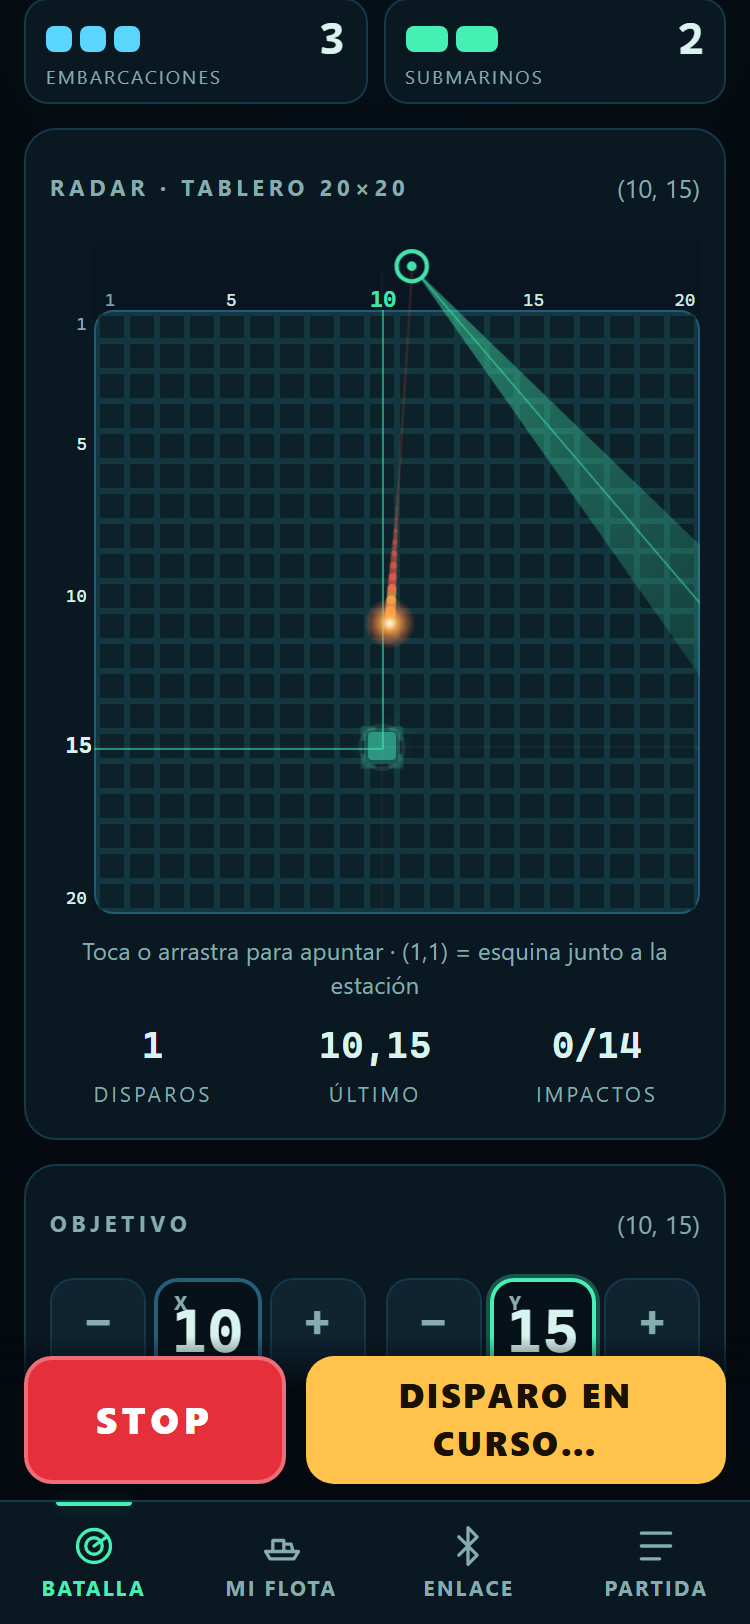 3
EMBARCACIONES
2
SUBMARINOS
RADAR · TABLERO 20×20
(10, 15)
1 5 10 15 20
1
5
10
15
20
Toca o arrastra para apuntar · (1,1) = esquina junto a la
estación
1
DISPAROS
10,15
ÚLTIMO
0/14
IMPACTOS
OBJETIVO
(10, 15)
−
X
10
+
−
Y
15
+
STOP
DISPARO EN
CURSO...
BATALLA
MI FLOTA
ENLACE
PARTIDA